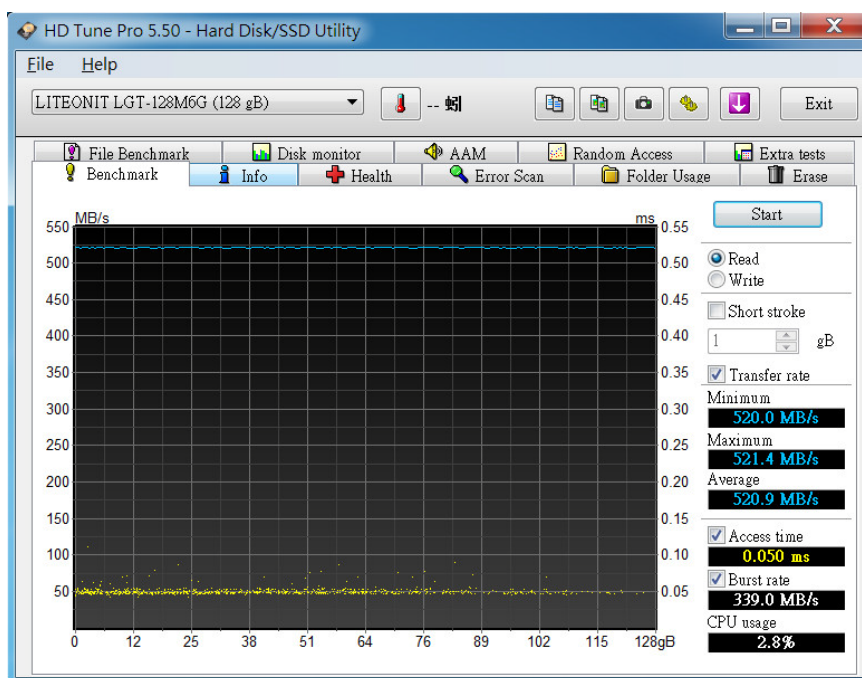 HD Tune Pro 5.50 - Hard Disk/SSD Utility
File Help
LITEONIT LGT-128M6G (128 gB) -- 蚓 Exit
File Benchmark Disk monitor AAM Random Access Extra tests
Benchmark Info Health Error Scan Folder Usage Erase
MB/s ms
550 0.55
500 0.50
450 0.45
400 0.40
350 0.35
300 0.30
250 0.25
200 0.20
150 0.15
100 0.10
50 0.05
0 12 25 38 51 64 76 89 102 115 128gB
Start
Read
Write
Short stroke
1 gB
Transfer rate
Minimum
520.0 MB/s
Maximum
521.4 MB/s
Average
520.9 MB/s
Access time
0.050 ms
Burst rate
339.0 MB/s
CPU usage
2.8%